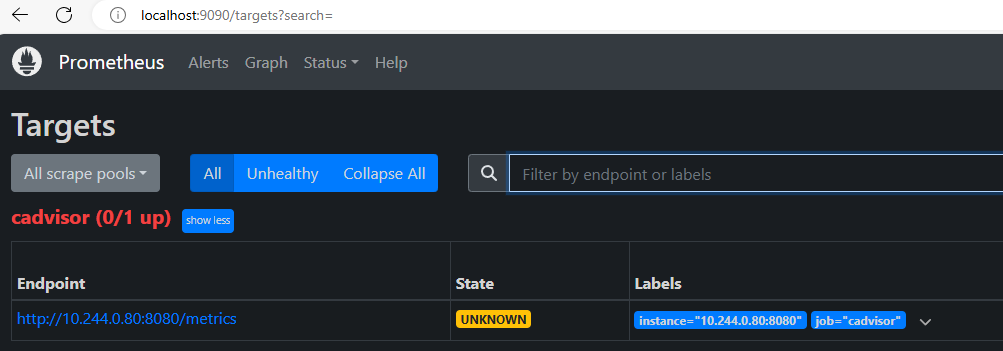 localhost:9090/targets?search=
Prometheus Alerts Graph Status Help
Targets
All scrape pools All Unhealthy Collapse All Filter by endpoint or labels
cadvisor (0/1 up) show less
Endpoint State Labels
http://10.244.0.80:8080/metrics UNKNOWN instance="10.244.0.80:8080" job="cadvisor"